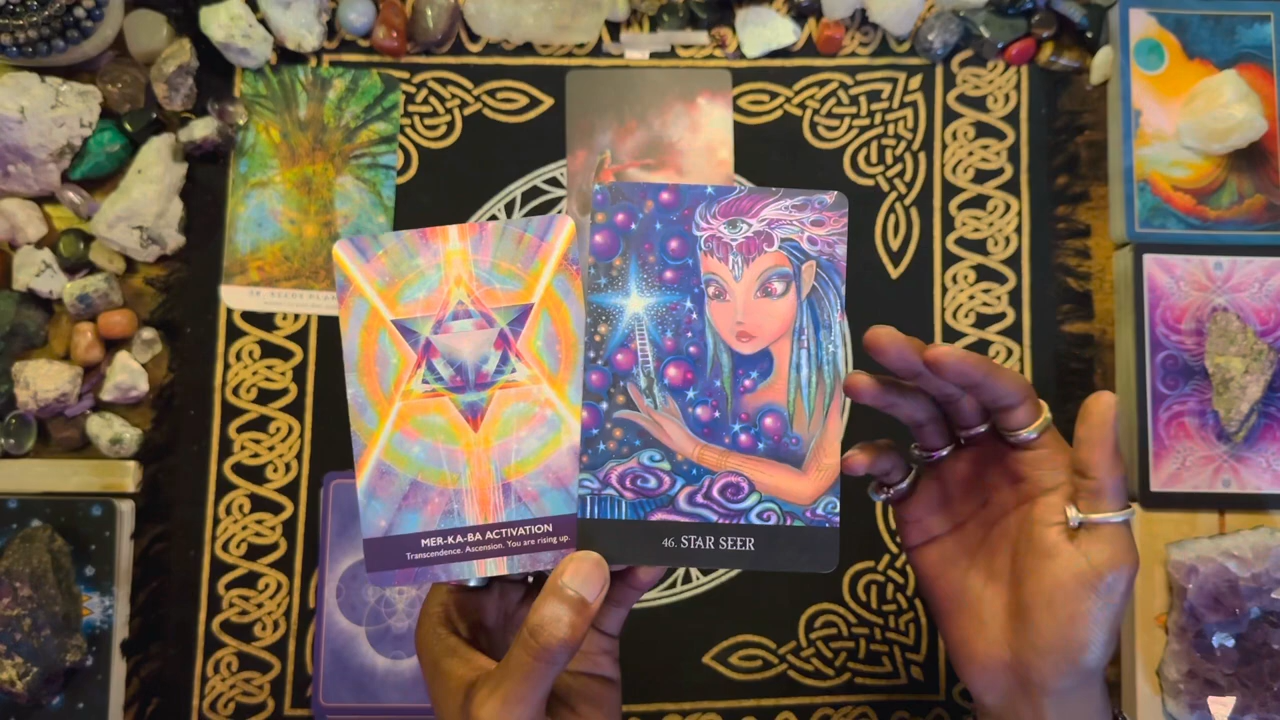 MER-KA-BA ACTIVATION
Transcendence. Ascension. You are rising up.
46. STAR SEER